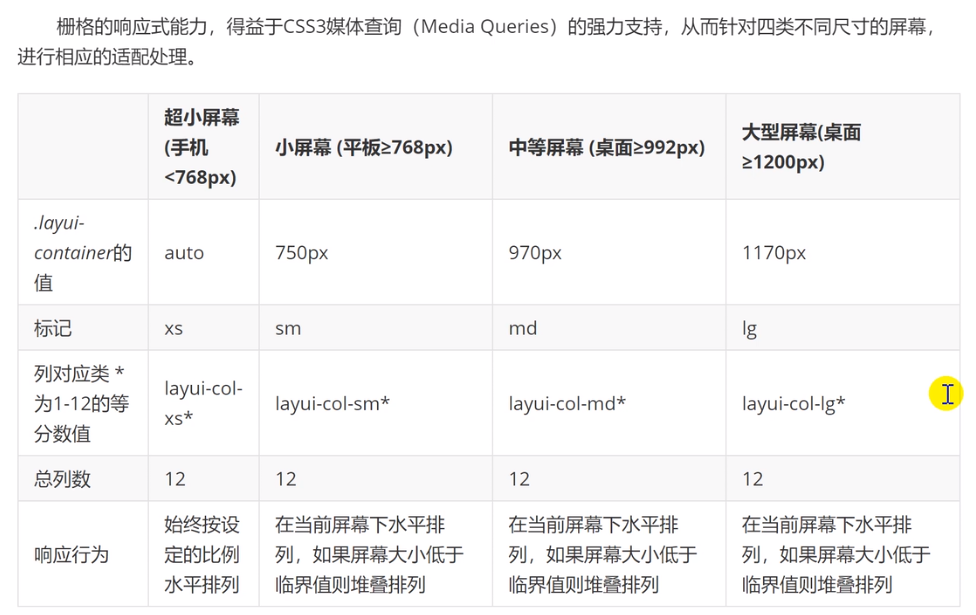 栅格的响应式能力，得益于CSS3媒体查询（Media Queries）的强力支持，从而针对四类不同尺寸的屏幕，
进行相应的适配处理。
超小屏幕
(手机
<768px)
小屏幕 (平板≥768px)
中等屏幕 (桌面≥992px)
大型屏幕(桌面
≥1200px)
.layui-
container的
值
auto
750px
970px
1170px
标记
xs
sm
md
lg
列对应类 *
为1-12的等
分数值
layui-col-
xs*
layui-col-sm*
layui-col-md*
layui-col-lg*
总列数
12
12
12
12
响应行为
始终按设
定的比例
水平排列
在当前屏幕下水平排
列，如果屏幕大小低于
临界值则堆叠排列
在当前屏幕下水平排
列，如果屏幕大小低于
临界值则堆叠排列
在当前屏幕下水平排
列，如果屏幕大小低于
临界值则堆叠排列